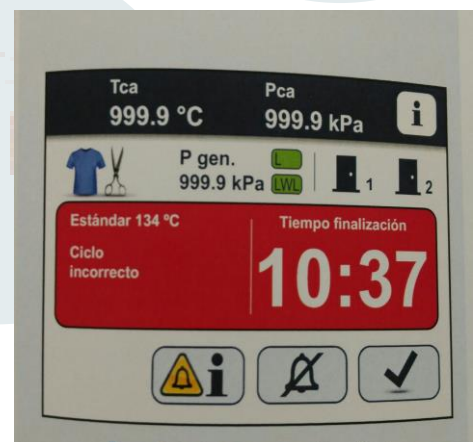 Tca
999.9 °C
Pca
999.9 kPa
i
P gen.
999.9 kPa
L
LWL
1
2
Estándar 134 ºC
Ciclo
incorrecto
Tiempo finalización
10:37
i